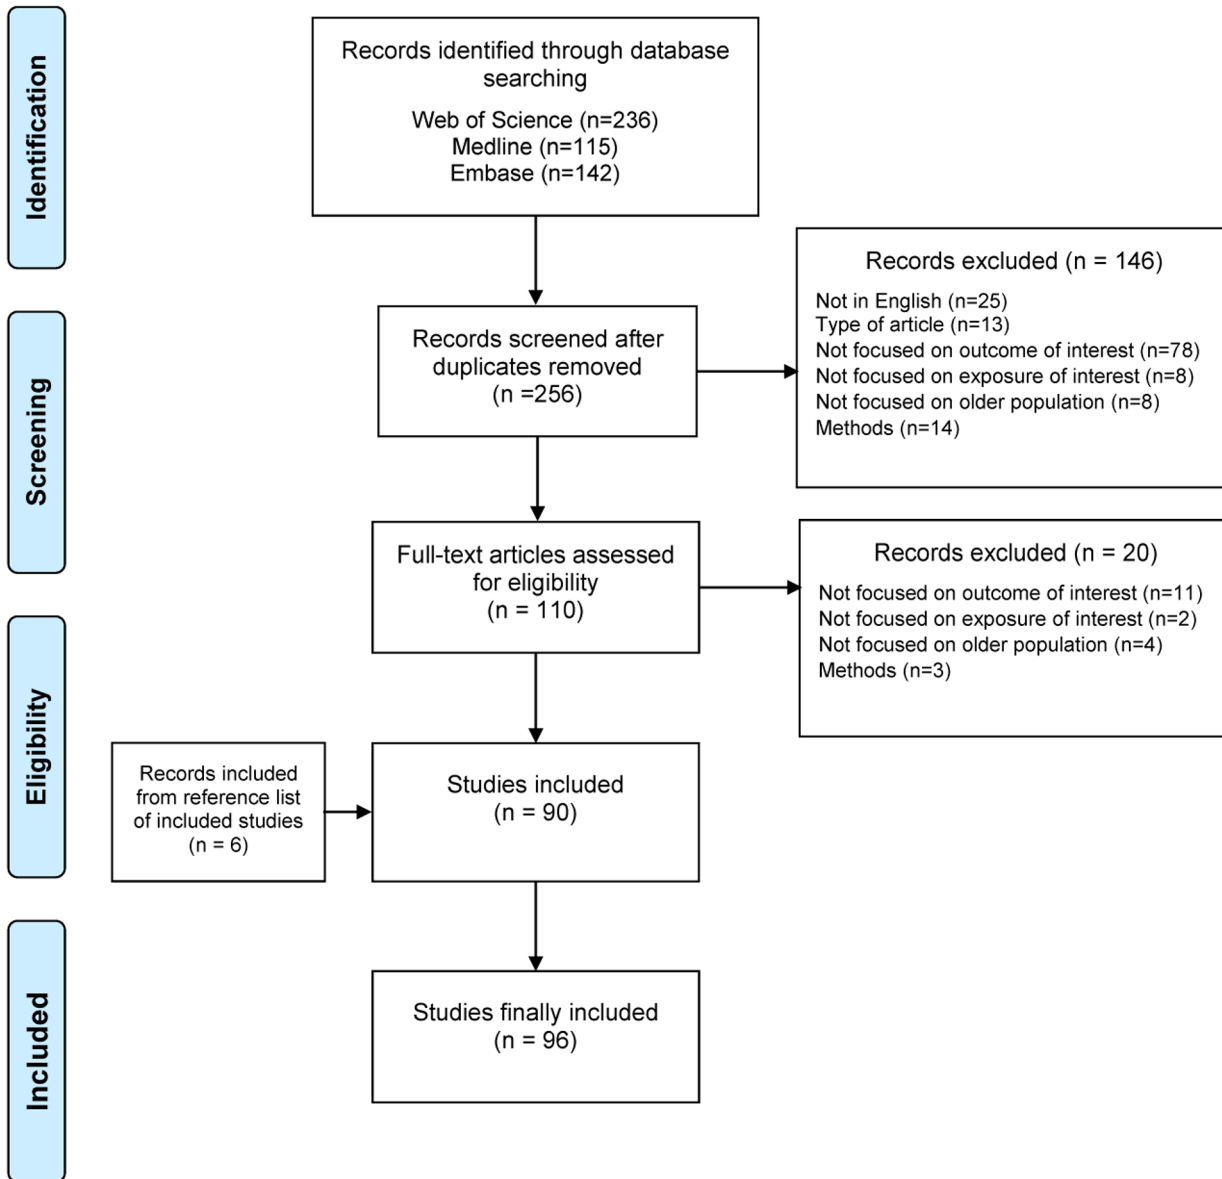 Identification
Records identified through database
searching
Web of Science (n=236)
Medline (n=115)
Embase (n=142)
Records excluded (n = 146)
Not in English (n=25)
Type of article (n=13)
Not focused on outcome of interest (n=78)
Not focused on exposure of interest (n=8)
Not focused on older population (n=8)
Methods (n=14)
Screening
Records screened after
duplicates removed
(n =256)
Full-text articles assessed
for eligibility
(n = 110)
Records excluded (n = 20)
Not focused on outcome of interest (n=11)
Not focused on exposure of interest (n=2)
Not focused on older population (n=4)
Methods (n=3)
Eligibility
Records included
from reference list
of included studies
(n = 6)
Studies included
(n = 90)
Included
Studies finally included
(n = 96)